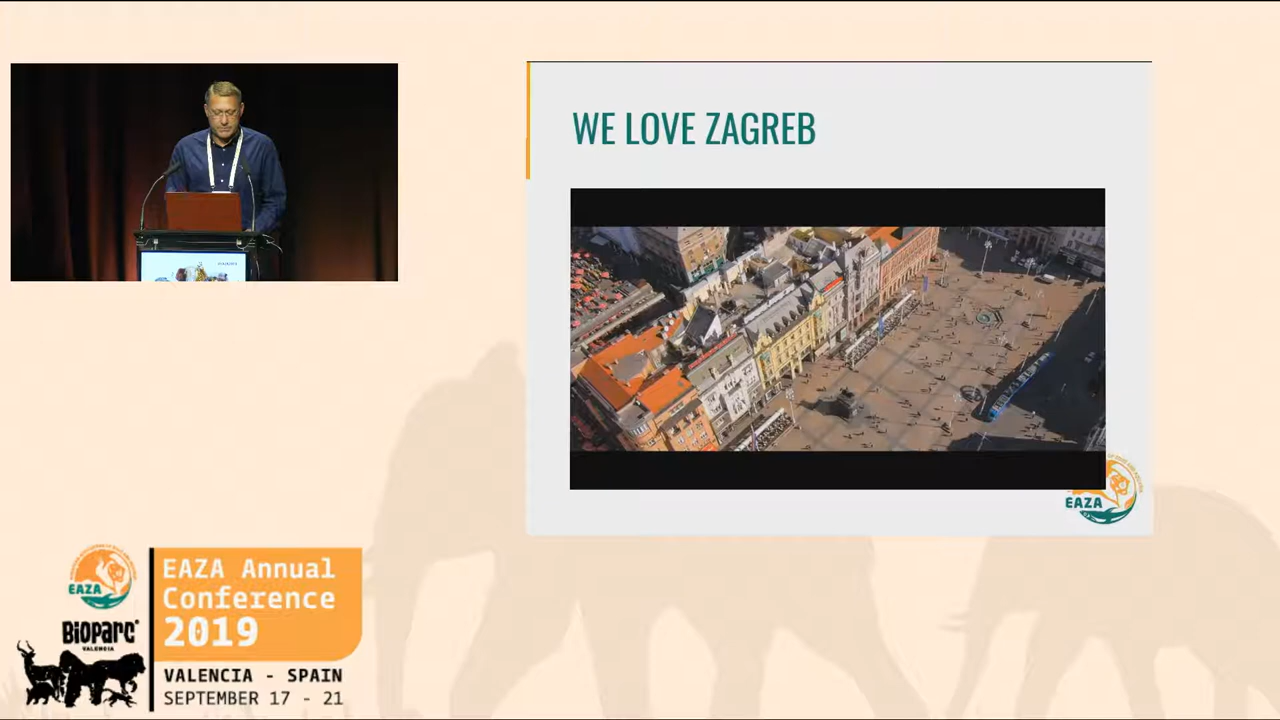 WE LOVE ZAGREB
EAZA
EAZA
BIOPARC
VALENCIA
EAZA Annual
Conference
2019
VALENCIA - SPAIN
SEPTEMBER 17 - 21